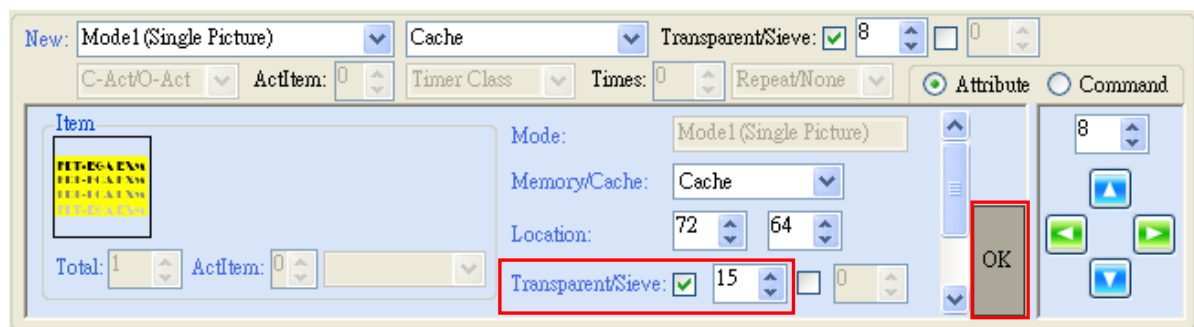 New: Mode1(Single Picture) Cache Transparent/Sieve: 8 0
C-Act/O-Act ActItem: 0 Timer Class Times: 0 Repeat/None Attribute Command
Item Mode: Mode1(Single Picture) 8
Memory/Cache: Cache
Location: 72 64
Total: 1 ActItem: 0 Transparent/Sieve: 15 0 OK